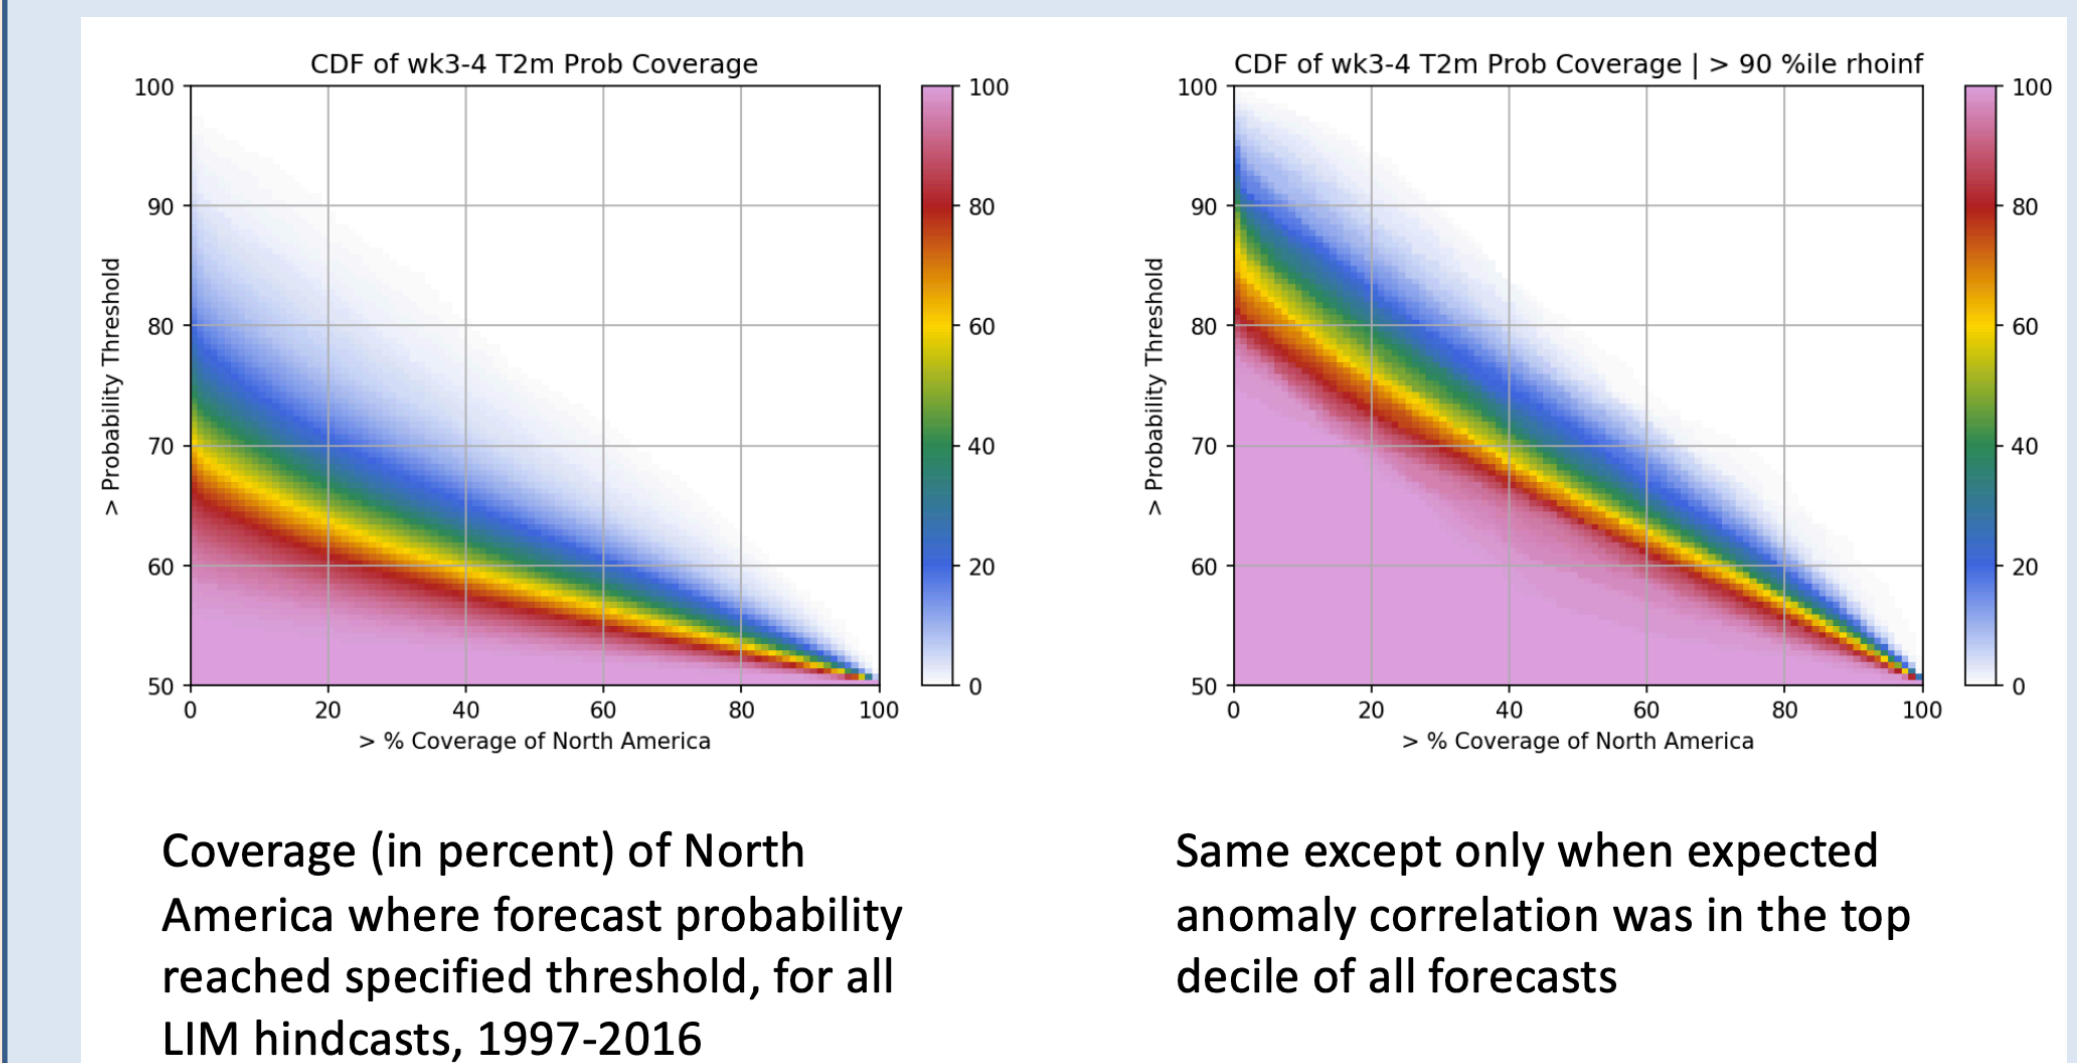 CDF of wk3-4 T2m Prob Coverage
100
90
80
70
60
50
> Probability Threshold
0 20 40 60 80 100
> % Coverage of North America
100
80
60
40
20
0
CDF of wk3-4 T2m Prob Coverage | > 90 %ile rhoinf
100
90
80
70
60
50
> Probability Threshold
0 20 40 60 80 100
> % Coverage of North America
100
80
60
40
20
0
Coverage (in percent) of North
America where forecast probability
reached specified threshold, for all
LIM hindcasts, 1997-2016
Same except only when expected
anomaly correlation was in the top
decile of all forecasts